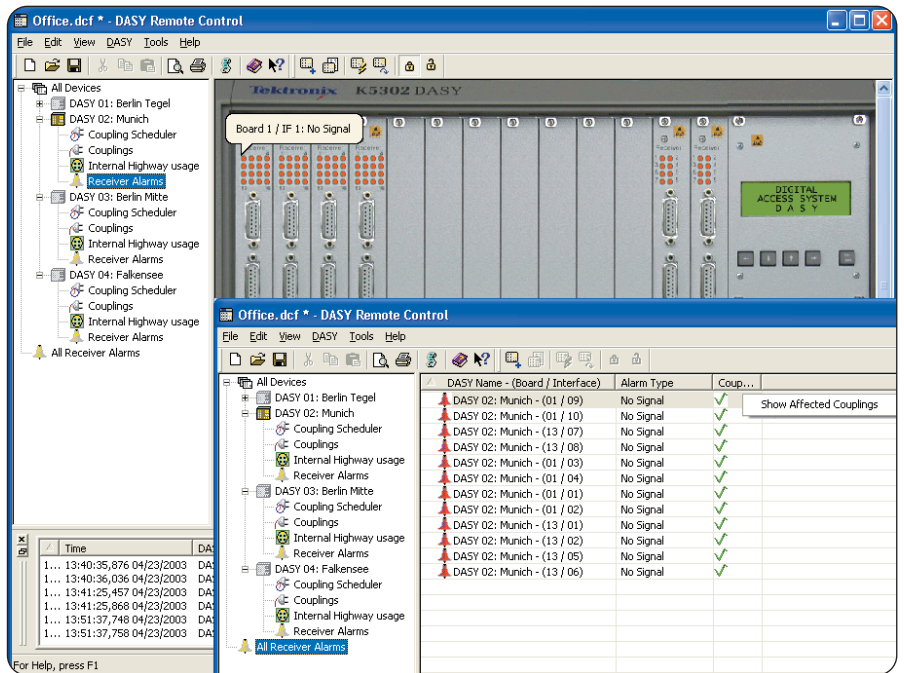 Office.dcf * - DASY Remote Control
File Edit View DASY Tools Help
All Devices
DASY 01: Berlin Tegel
DASY 02: Munich
Coupling Scheduler
Couplings
Internal Highway usage
Receiver Alarms
DASY 03: Berlin Mitte
Coupling Scheduler
Couplings
Internal Highway usage
Receiver Alarms
DASY 04: Falkensee
Coupling Scheduler
Couplings
Internal Highway usage
Receiver Alarms
All Receiver Alarms
Tektronix K5302 DASY
Board 1 / IF 1: No Signal
DIGITAL
ACCESS SYSTEM
D A S Y
Time DA
1... 13:40:35,876 04/23/2003 DA
1... 13:40:36,036 04/23/2003 DA
1... 13:41:25,457 04/23/2003 DA
1... 13:41:25,868 04/23/2003 DA
1... 13:51:37,748 04/23/2003 DA
1... 13:51:37,758 04/23/2003 DA
For Help, press F1
Office.dcf * - DASY Remote Control
File Edit View DASY Tools Help
All Devices
DASY 01: Berlin Tegel
DASY 02: Munich
Coupling Scheduler
Couplings
Internal Highway usage
Receiver Alarms
DASY 03: Berlin Mitte
Coupling Scheduler
Couplings
Internal Highway usage
Receiver Alarms
DASY 04: Falkensee
Coupling Scheduler
Couplings
Internal Highway usage
Receiver Alarms
All Receiver Alarms
DASY Name - (Board / Interface) Alarm Type Coup...
DASY 02: Munich - (01 / 09) No Signal
Show Affected Couplings
DASY 02: Munich - (01 / 10) No Signal
DASY 02: Munich - (13 / 07) No Signal
DASY 02: Munich - (13 / 08) No Signal
DASY 02: Munich - (01 / 03) No Signal
DASY 02: Munich - (01 / 04) No Signal
DASY 02: Munich - (01 / 01) No Signal
DASY 02: Munich - (01 / 02) No Signal
DASY 02: Munich - (13 / 01) No Signal
DASY 02: Munich - (13 / 02) No Signal
DASY 02: Munich - (13 / 05) No Signal
DASY 02: Munich - (13 / 06) No Signal